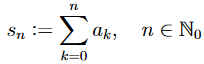 $s_n := \sum_{k=0}^{n} a_k, \quad n \in \mathbb{N}_0$